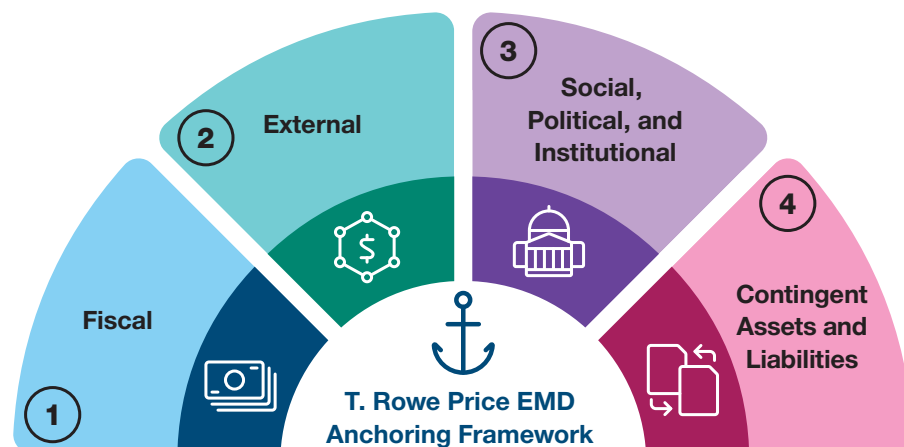 1
Fiscal
2
External
$
3
Social,
Political, and
Institutional
4
Contingent
Assets and
Liabilities
T. Rowe Price EMD
Anchoring Framework